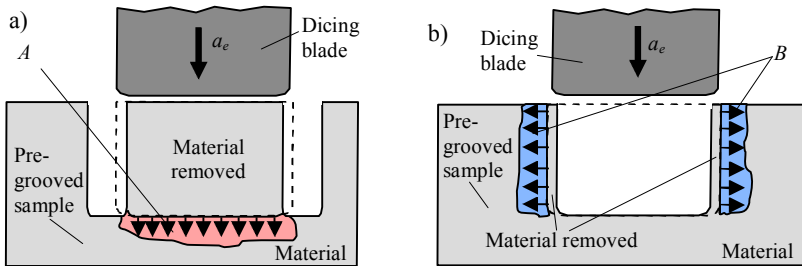 a)
A
a_e
Dicing
blade
Pre-
grooved
sample
Material
removed
Material
b)
Dicing
blade
a_e
B
Pre-
grooved
sample
Material removed
Material